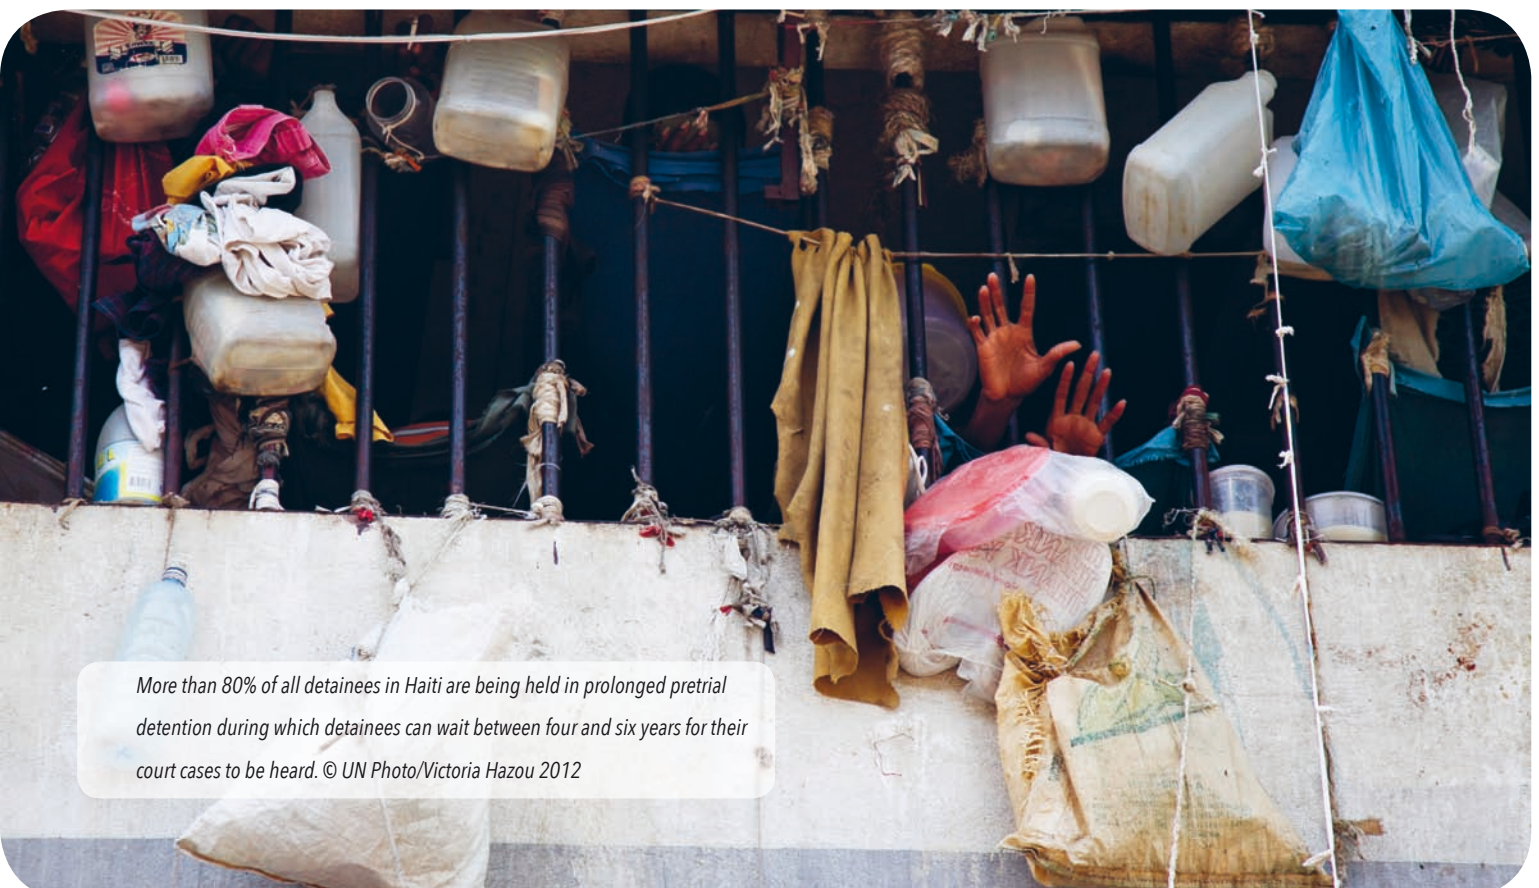 More than 80% of all detainees in Haiti are being held in prolonged pretrial
detention during which detainees can wait between four and six years for their
court cases to be heard. © UN Photo/Victoria Hazou 2012